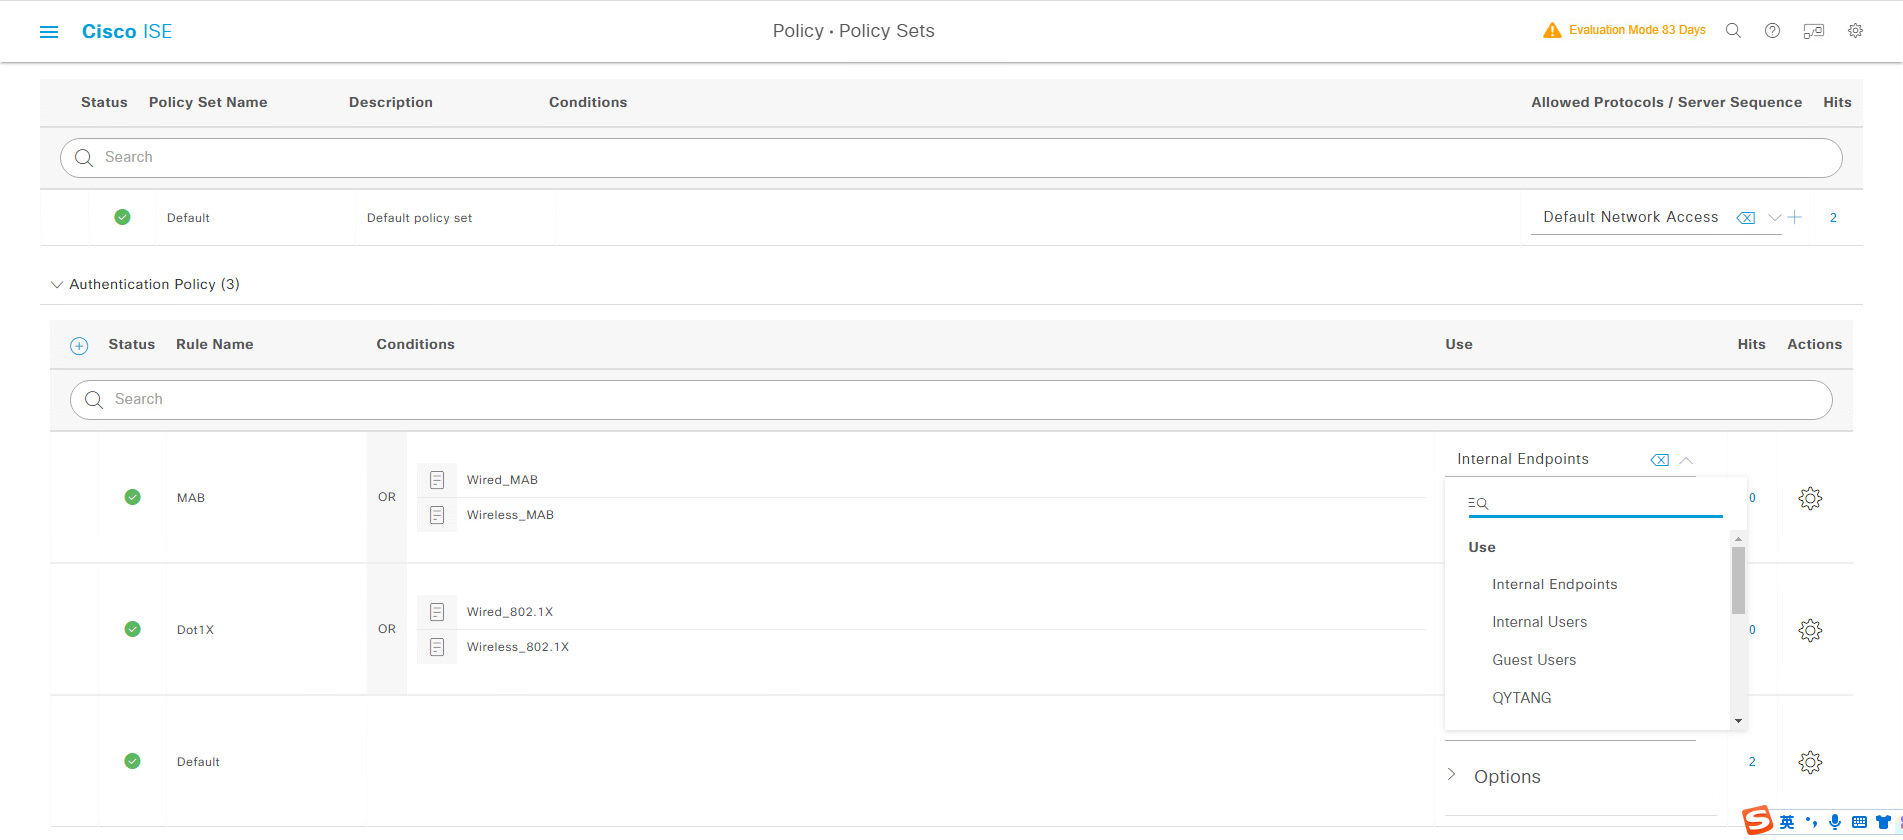 Cisco ISE
Policy • Policy Sets
Evaluation Mode 83 Days
Status Policy Set Name Description Conditions Allowed Protocols / Server Sequence Hits
Search
Default Default policy set Default Network Access 2
Authentication Policy (3)
Status Rule Name Conditions Use Hits Actions
Search
Internal Endpoints
MAB OR Wired_MAB 0
Wireless_MAB
Use
Internal Endpoints
Dot1X OR Wired_802.1X 0
Wireless_802.1X
Internal Users
Guest Users
QYTANG
Default 2
Options
S 英